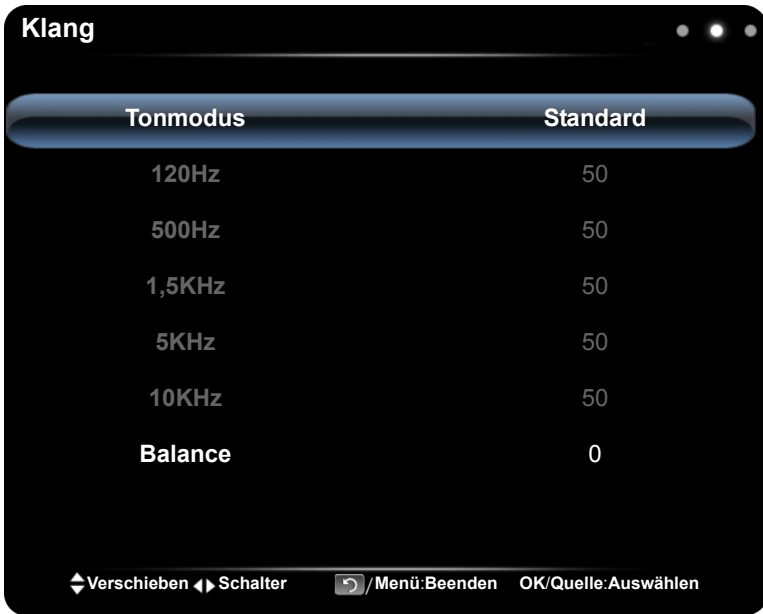 Klang
Tonmodus Standard
120Hz 50
500Hz 50
1,5KHz 50
5KHz 50
10KHz 50
Balance 0
Verschieben Schalter /Menü:Beenden OK/Quelle:Auswählen